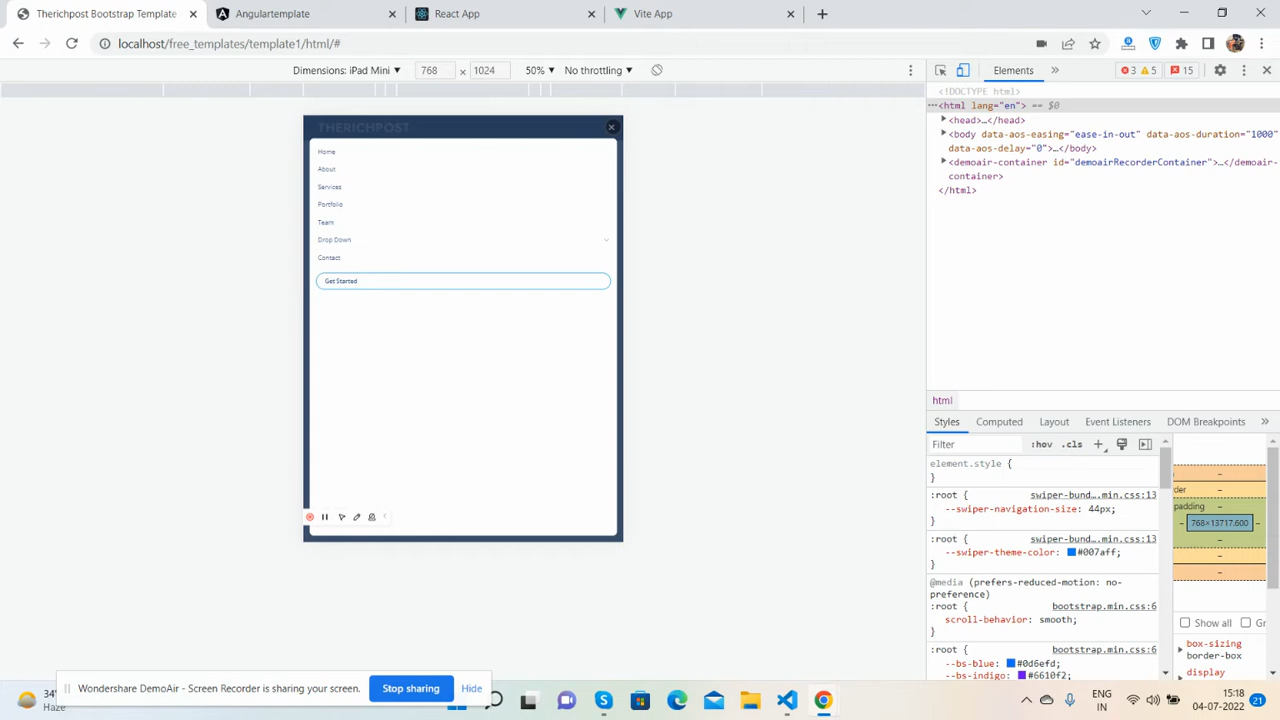 Therichpost Bootstrap Template
Angulartemplate
React App
Vite App
localhost/free_templates/template1/html/#
Dimensions: iPad Mini 768 x 1024 50% No throttling
Elements
3 5 15
<!DOCTYPE html>
<html lang="en"> == $0
<head>…</head>
<body data-aos-easing="ease-in-out" data-aos-duration="1000"
data-aos-delay="0">…</body>
<demoair-container id="demoairRecorderContainer">…</demoair-
container>
</html>
THERICHPOST
Home
About
Services
Portfolio
Team
Drop Down
Contact
Get Started
html
Styles Computed Layout Event Listeners DOM Breakpoints
Filter :hov .cls
element.style {
}
:root { swiper-bund….min.css:13
--swiper-navigation-size: 44px;
}
:root { swiper-bund….min.css:13
--swiper-theme-color: #007aff;
}
@media (prefers-reduced-motion: no-
preference)
:root { bootstrap.min.css:6
scroll-behavior: smooth;
}
:root { bootstrap.min.css:6
--bs-blue: #0d6efd;
--bs-indigo: #6610f2;
padding
768×13717.600
Show all
box-sizing
border-box
display
Wondershare DemoAir - Screen Recorder is sharing your screen.
Stop sharing
Hide
34°
Haze
ENG
IN
15:18
04-07-2022
21